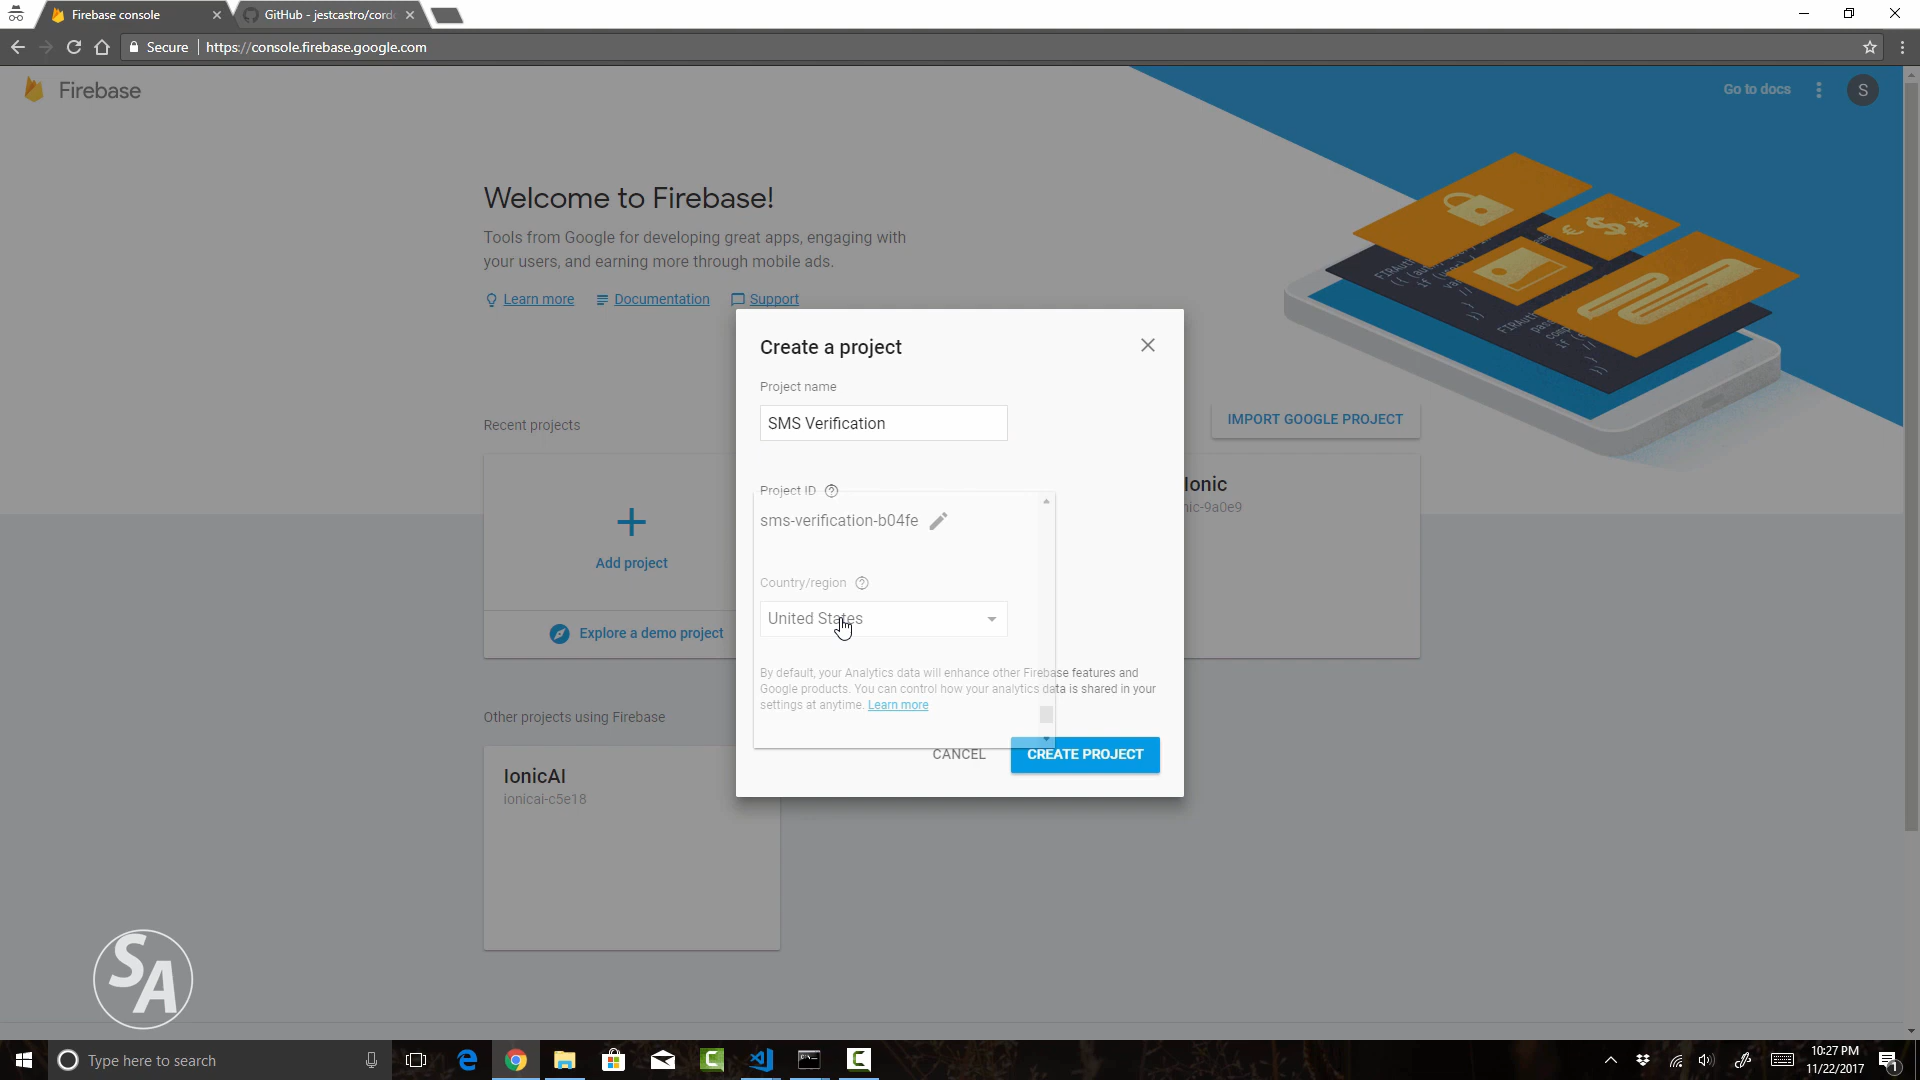 Firebase console
GitHub - jestcastro/cord
Secure
https://console.firebase.google.com
Firebase
Go to docs
S
Welcome to Firebase!
Tools from Google for developing great apps, engaging with
your users, and earning more through mobile ads.
Learn more
Documentation
Support
Recent projects
IMPORT GOOGLE PROJECT
Add project
Explore a demo project
Ionic
ic-9a0e9
Create a project
Project name
SMS Verification
Project ID
sms-verification-b04fe
Country/region
United States
By default, your Analytics data will enhance other Firebase features and
Google products. You can control how your analytics data is shared in your
settings at anytime. Learn more
CANCEL
CREATE PROJECT
Other projects using Firebase
IonicAI
ionicai-c5e18
SA
Type here to search
10:27 PM
11/22/2017
1